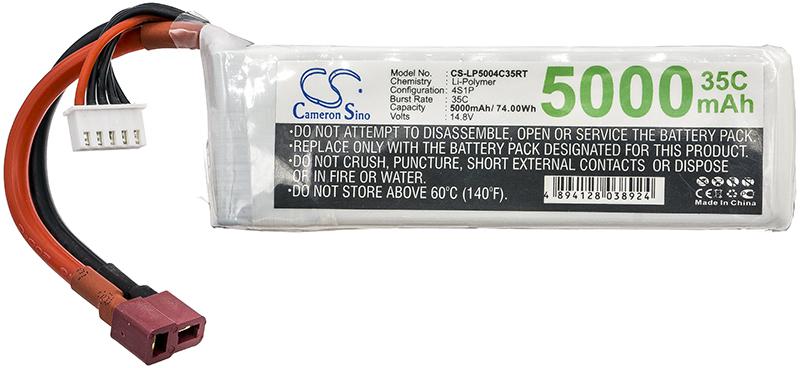 CS
Cameron Sino
Model No. : CS-LP5004C35RT
Chemistry : Li-Polymer
Configuration : 4S1P
Burst Rate : 35C
Capacity : 5000mAh/ 74.00Wh
Volts : 14.8V
5000 35C
mAh
•DO NOT ATTEMPT TO DISASSEMBLE, OPEN OR SERVICE THE BATTERY PACK.
•REPLACE ONLY WITH THE BATTERY PACK DESIGNATED FOR THIS PRODUCT.
•DO NOT CRUSH, PUNCTURE, SHORT EXTERNAL CONTACTS OR DISPOSE
OF IN FIRE OR WATER.
•DO NOT STORE ABOVE 60°C (140°F).
4 894128 038924
CE
Made In China